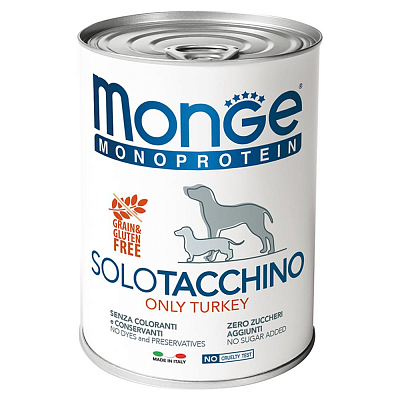 monge®
MONOPROTEIN
GRAIN&GLUTEN
FREE
SOLOTACCHINO
ONLY TURKEY
SENZA COLORANTI
e CONSERVANTI
NO DYES and PRESERVATIVES
ZERO ZUCCHERI
AGGIUNTI
NO SUGAR ADDED
MADE IN ITALY
NO CRUELTY TEST